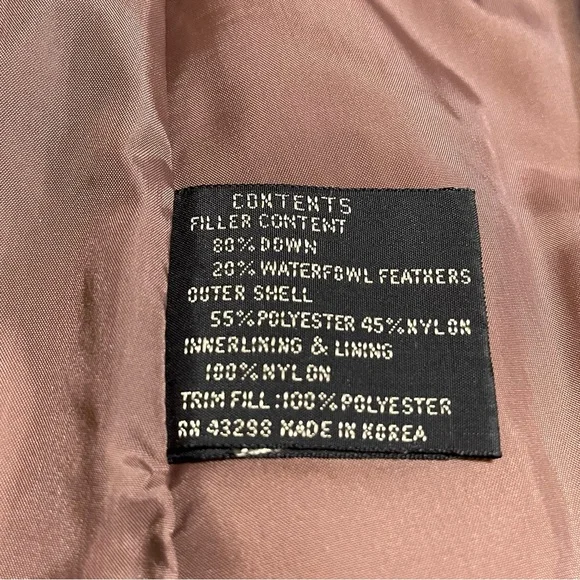 CONTENTS
FILLER CONTENT
80% DOWN
20% WATERFOWL FEATHERS
OUTER SHELL
55% POLYESTER 45% NYLON
INNERLINING & LINING
100% NYLON
TRIM FILL: 100% POLYESTER
RN 43298 MADE IN KOREA